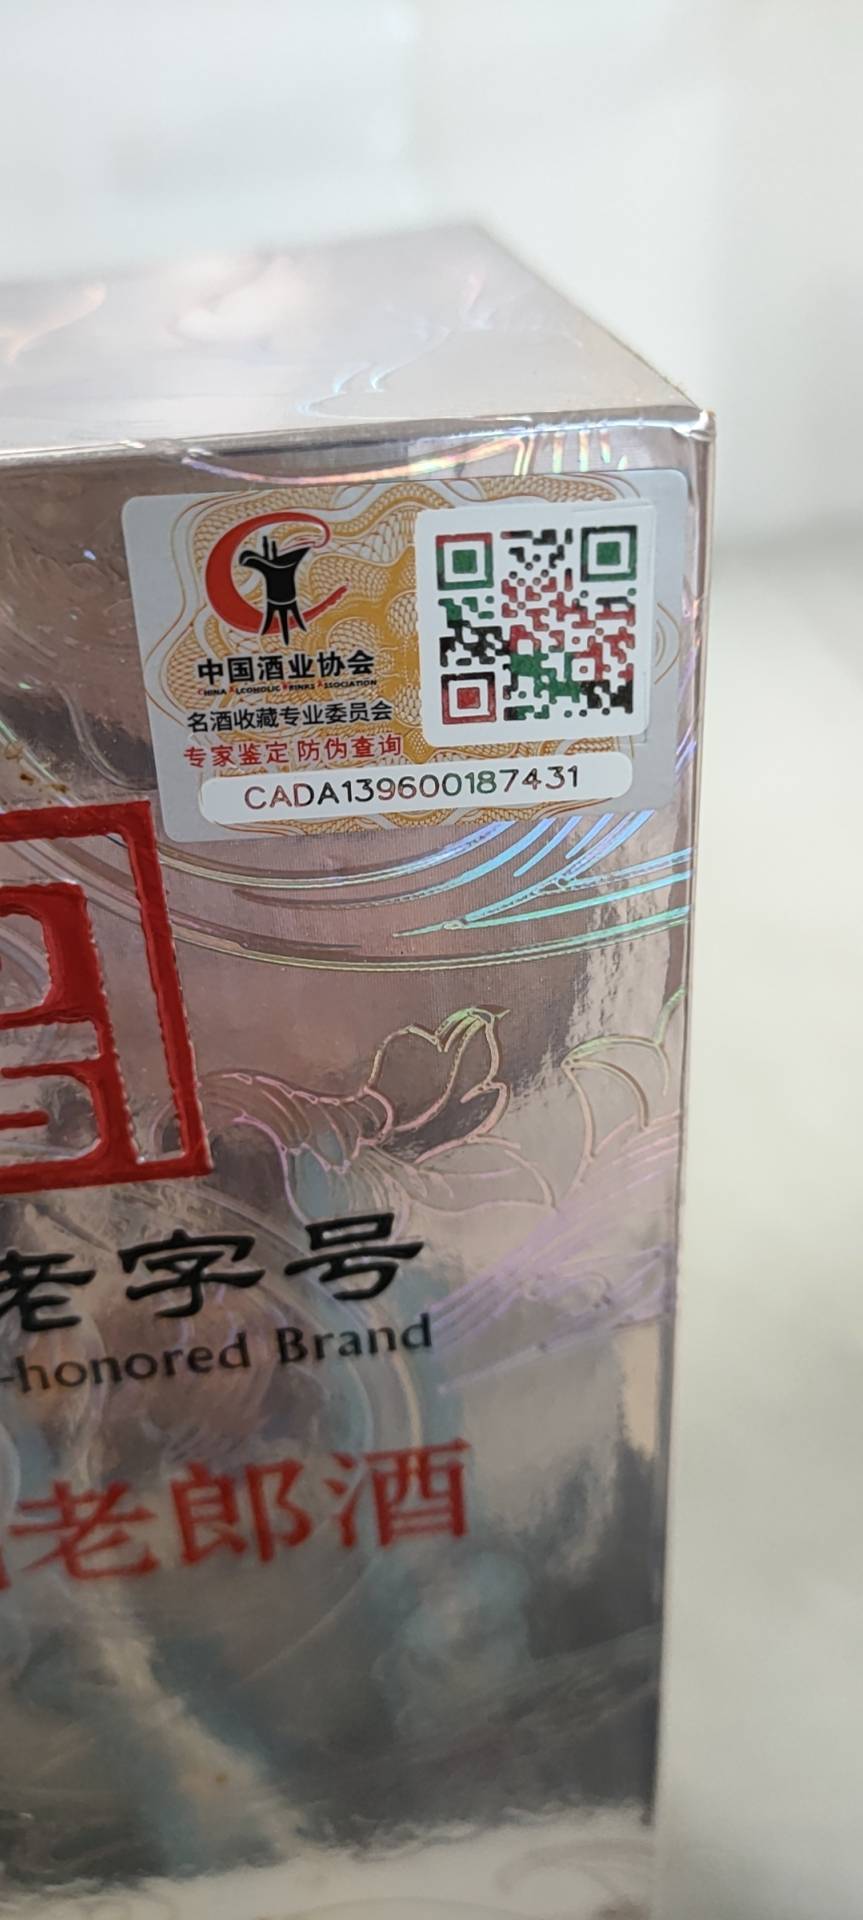 中国酒业协会
CHINA ALCOHOLIC DRINKS ASSOCIATION
名酒收藏专业委员会
专家鉴定 防伪查询
CADA139600187431
老字号
-honored Brand
老郎酒